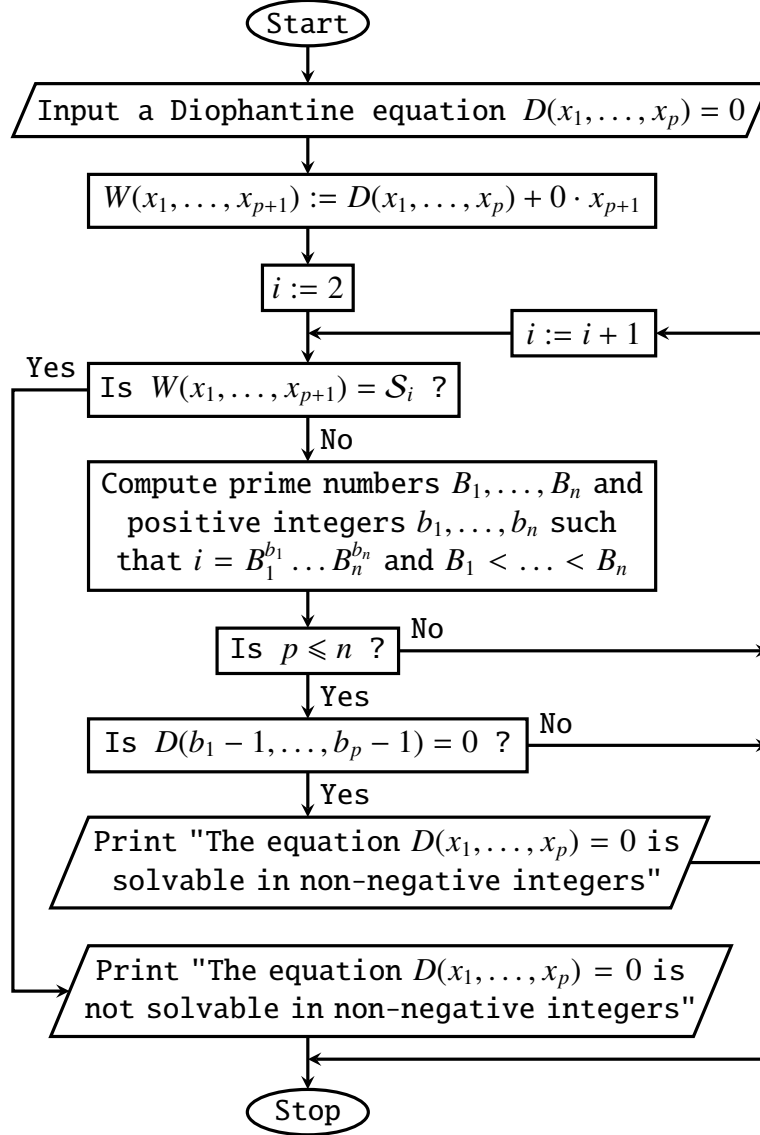 Start
Input a Diophantine equation D(x₁, . . . , xₚ) = 0
W(x₁, . . . , xₚ₊₁) := D(x₁, . . . , xₚ) + 0 · xₚ₊₁
i := 2
i := i + 1
Yes
Is W(x₁, . . . , xₚ₊₁) = 𝒮ᵢ ?
No
Compute prime numbers B₁, . . . , Bₙ and
positive integers b₁, . . . , bₙ such
that i = B₁^{b₁} . . . Bₙ^{bₙ} and B₁ < . . . < Bₙ
Is p ⩽ n ?
No
Yes
Is D(b₁ − 1, . . . , bₚ − 1) = 0 ?
No
Yes
Print "The equation D(x₁, . . . , xₚ) = 0 is
solvable in non-negative integers"
Print "The equation D(x₁, . . . , xₚ) = 0 is
not solvable in non-negative integers"
Stop